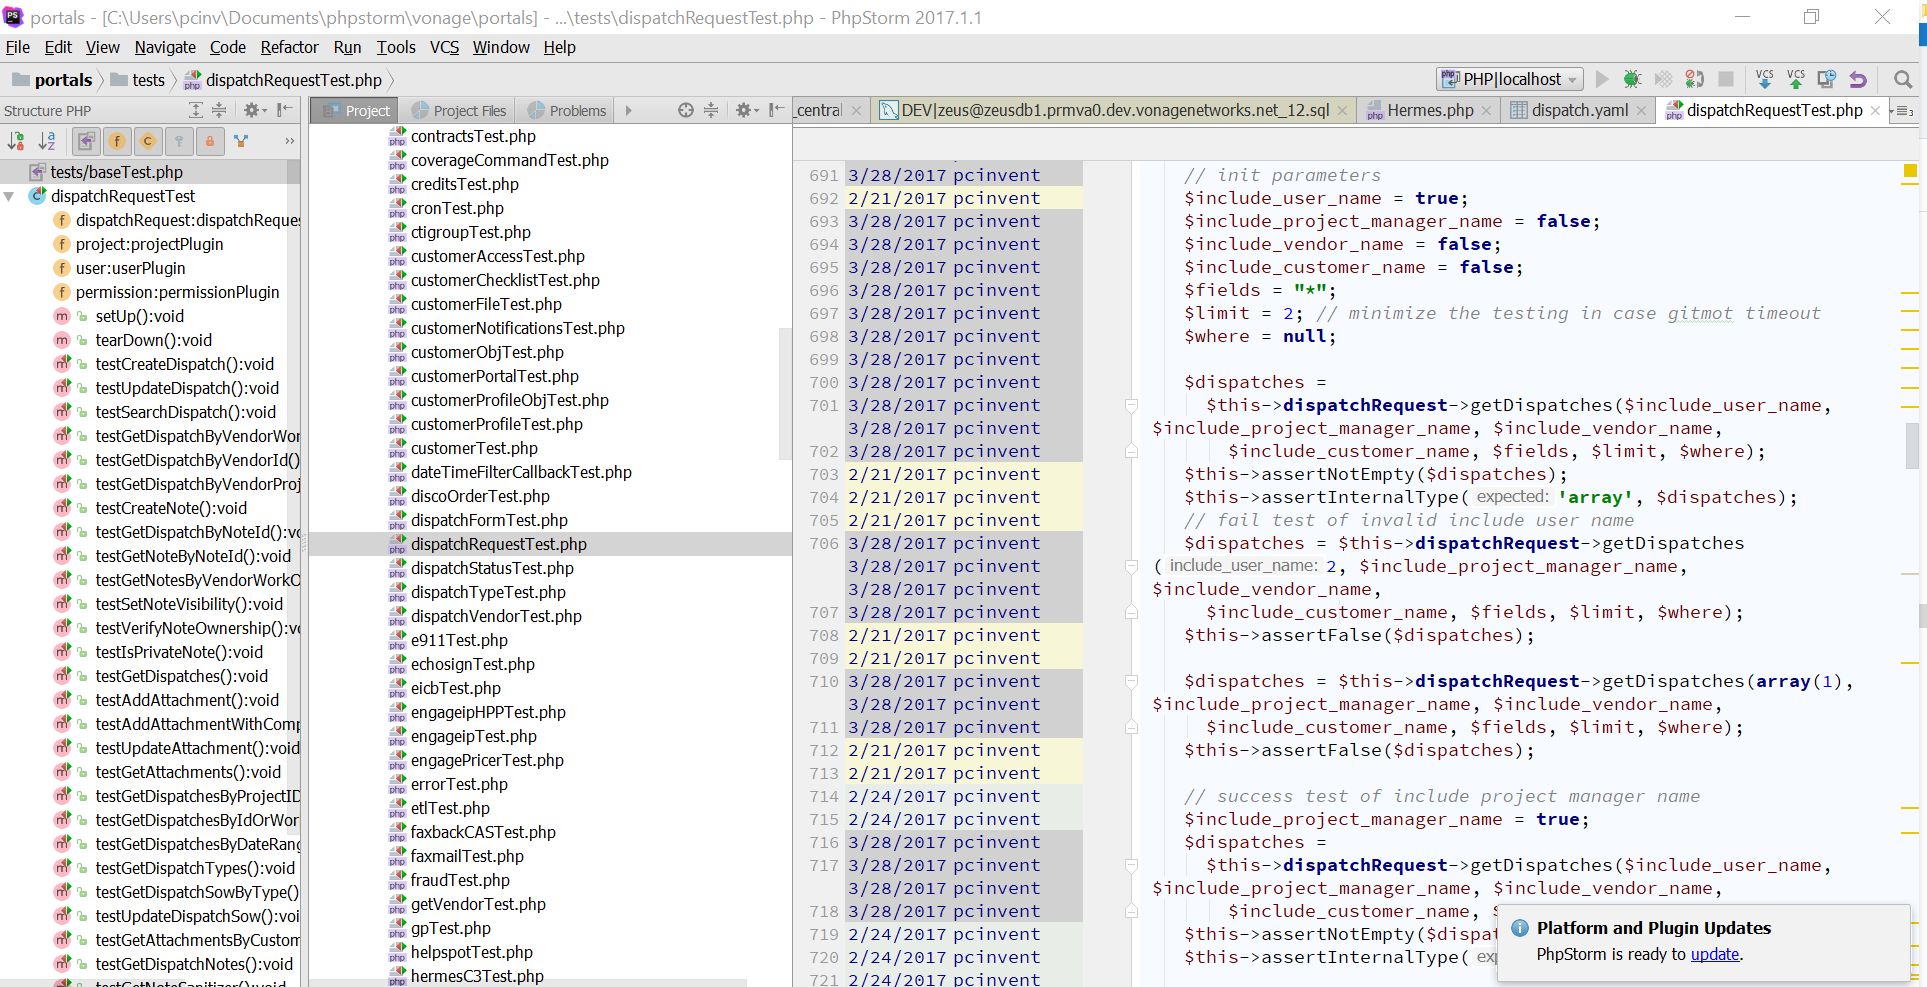 portals - [C:\Users\pcinv\Documents\phpstorm\vonage\portals] - ...\tests\dispatchRequestTest.php - PhpStorm 2017.1.1
File Edit View Navigate Code Refactor Run Tools VCS Window Help
portals tests dispatchRequestTest.php
PHP|localhost
Structure PHP
Project Project Files Problems
_central DEV|zeus@zeusdb1.prmva0.dev.vonagenetworks.net_12.sql Hermes.php dispatch.yaml dispatchRequestTest.php
tests/baseTest.php
dispatchRequestTest
dispatchRequest:dispatchReques
project:projectPlugin
user:userPlugin
permission:permissionPlugin
setUp():void
tearDown():void
testCreateDispatch():void
testUpdateDispatch():void
testSearchDispatch():void
testGetDispatchByVendorWor
testGetDispatchByVendorId()
testGetDispatchByVendorProj
testCreateNote():void
testGetDispatchByNoteId():vo
testGetNoteByNoteId():void
testGetNotesByVendorWorkO
testSetNoteVisibility():void
testVerifyNoteOwnership():vo
testIsPrivateNote():void
testGetDispatches():void
testAddAttachment():void
testAddAttachmentWithComp
testUpdateAttachment():void
testGetAttachments():void
testGetDispatchesByProjectID
testGetDispatchesByIdOrWor
testGetDispatchesByDateRang
testGetDispatchTypes():void
testGetDispatchSowByType()
testUpdateDispatchSow():voi
testGetAttachmentsByCustom
testGetDispatchNotes():void
testGetNoteSanitizer():void
contractsTest.php
coverageCommandTest.php
creditsTest.php
cronTest.php
ctigroupTest.php
customerAccessTest.php
customerChecklistTest.php
customerFileTest.php
customerNotificationsTest.php
customerObjTest.php
customerPortalTest.php
customerProfileObjTest.php
customerProfileTest.php
customerTest.php
dateTimeFilterCallbackTest.php
discoOrderTest.php
dispatchFormTest.php
dispatchRequestTest.php
dispatchStatusTest.php
dispatchTypeTest.php
dispatchVendorTest.php
e911Test.php
echosignTest.php
eicbTest.php
engageipHPPTest.php
engageipTest.php
engagePricerTest.php
errorTest.php
etlTest.php
faxbackCASTest.php
faxmailTest.php
fraudTest.php
getVendorTest.php
gpTest.php
helpspotTest.php
hermesC3Test.php
691 3/28/2017 pcinvent // init parameters
692 2/21/2017 pcinvent $include_user_name = true;
693 3/28/2017 pcinvent $include_project_manager_name = false;
694 3/28/2017 pcinvent $include_vendor_name = false;
695 3/28/2017 pcinvent $include_customer_name = false;
696 3/28/2017 pcinvent $fields = "*";
697 3/28/2017 pcinvent $limit = 2; // minimize the testing in case gitmot timeout
698 3/28/2017 pcinvent $where = null;
699 3/28/2017 pcinvent
700 3/28/2017 pcinvent $dispatches =
701 3/28/2017 pcinvent $this->dispatchRequest->getDispatches($include_user_name,
3/28/2017 pcinvent $include_project_manager_name, $include_vendor_name,
702 3/28/2017 pcinvent $include_customer_name, $fields, $limit, $where);
703 2/21/2017 pcinvent $this->assertNotEmpty($dispatches);
704 2/21/2017 pcinvent $this->assertInternalType( expected: 'array', $dispatches);
705 2/21/2017 pcinvent // fail test of invalid include user name
706 3/28/2017 pcinvent $dispatches = $this->dispatchRequest->getDispatches
3/28/2017 pcinvent ( include_user_name: 2, $include_project_manager_name,
3/28/2017 pcinvent $include_vendor_name,
707 3/28/2017 pcinvent $include_customer_name, $fields, $limit, $where);
708 2/21/2017 pcinvent $this->assertFalse($dispatches);
709 2/21/2017 pcinvent
710 3/28/2017 pcinvent $dispatches = $this->dispatchRequest->getDispatches(array(1),
3/28/2017 pcinvent $include_project_manager_name, $include_vendor_name,
711 3/28/2017 pcinvent $include_customer_name, $fields, $limit, $where);
712 2/21/2017 pcinvent $this->assertFalse($dispatches);
713 2/21/2017 pcinvent
714 2/24/2017 pcinvent // success test of include project manager name
715 2/24/2017 pcinvent $include_project_manager_name = true;
716 3/28/2017 pcinvent $dispatches =
717 3/28/2017 pcinvent $this->dispatchRequest->getDispatches($include_user_name,
3/28/2017 pcinvent $include_project_manager_name, $include_vendor_name,
718 3/28/2017 pcinvent $include_customer_name,
719 2/24/2017 pcinvent $this->assertNotEmpty($dispat
720 2/24/2017 pcinvent $this->assertInternalType( exp
721 2/24/2017 pcinvent
Platform and Plugin Updates
PhpStorm is ready to update.